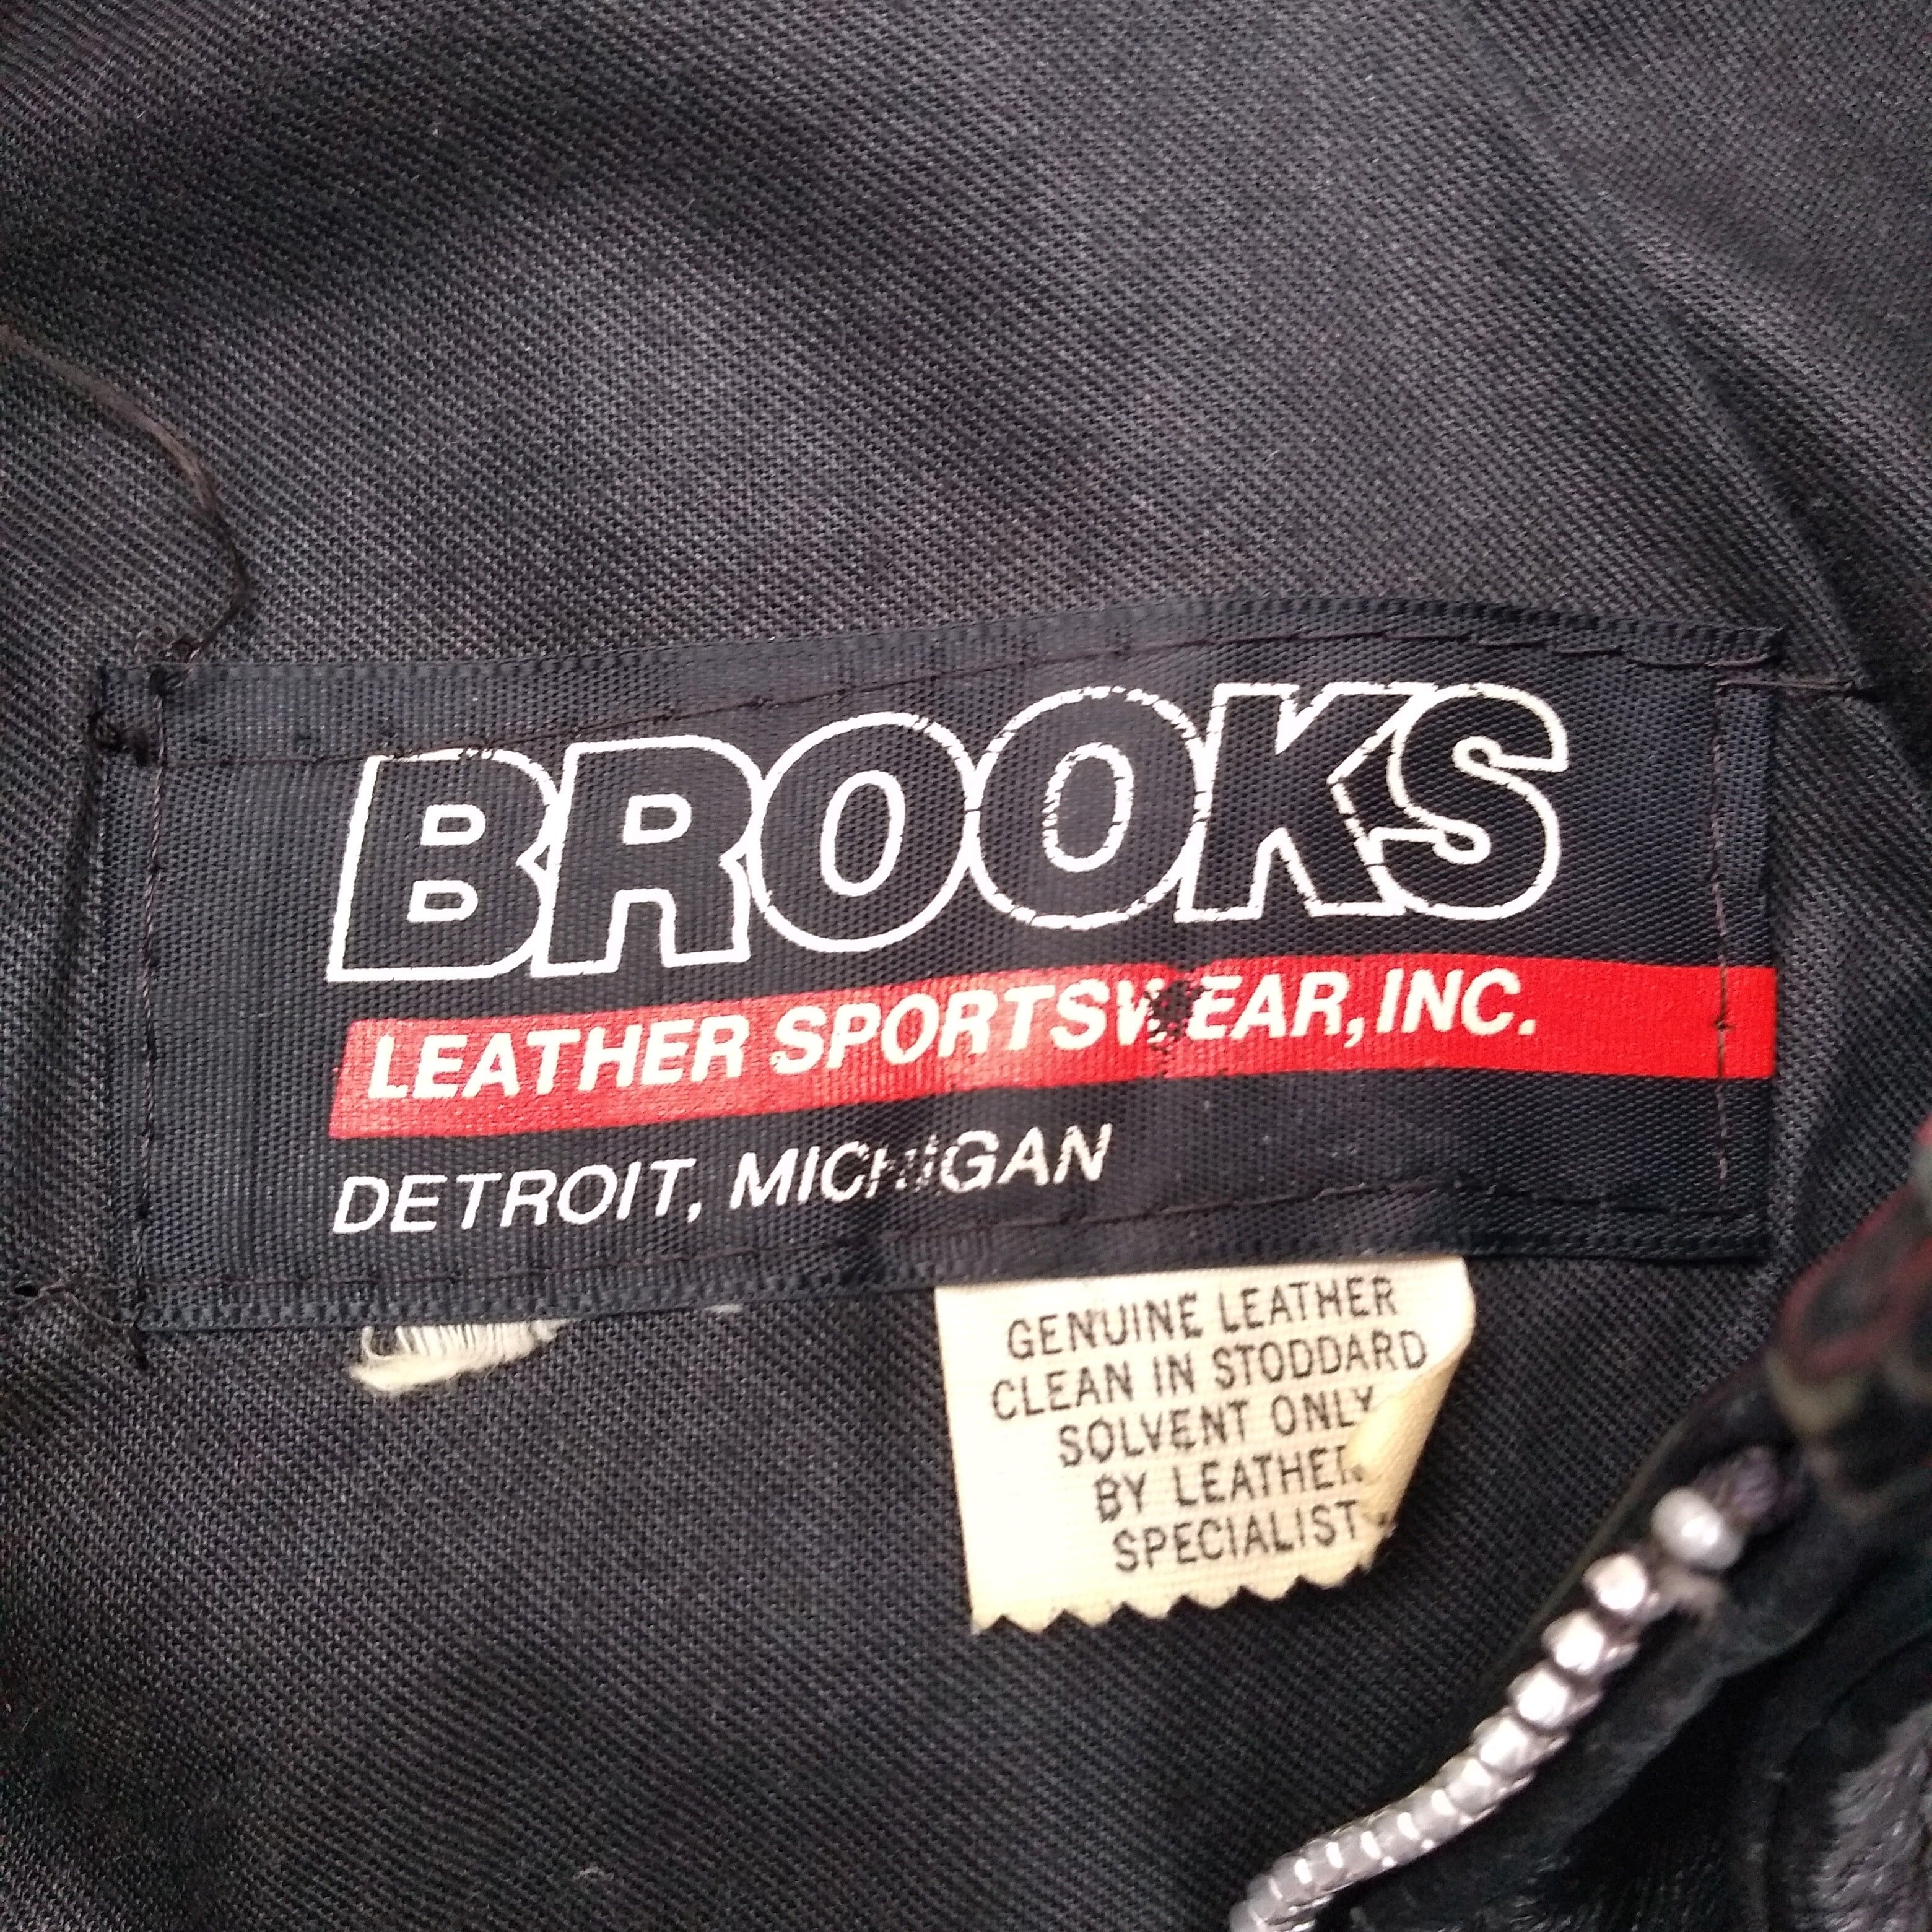 BROOKS
LEATHER SPORTSWEAR, INC.
DETROIT, MICHIGAN
GENUINE LEATHER
CLEAN IN STODDARD
SOLVENT ONLY
BY LEATHER
SPECIALIST.